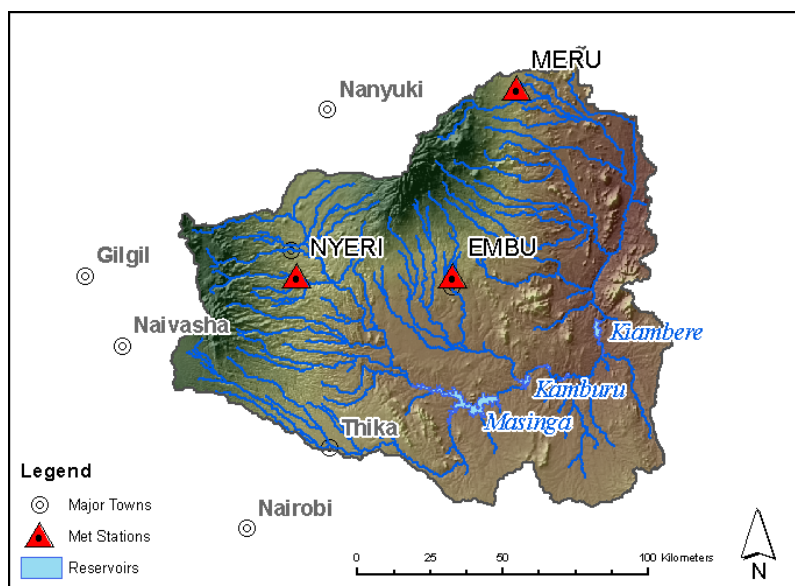 MERU
Nanyuki
NYERI
EMBU
Gilgil
Naivasha
Kiambere
Kamburu
Masinga
Thika
Nairobi
Legend
Major Towns
Met Stations
Reservoirs
0 25 50 100 Kilometers
N